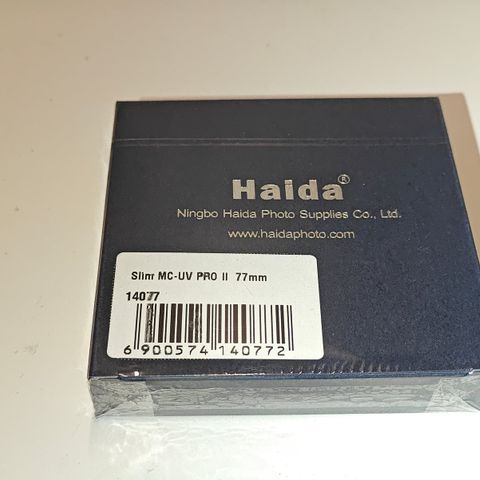 Haida®
Ningbo Haida Photo Supplies Co., Ltd.
www.haidaphoto.com
Slim MC-UV PRO II 77mm
14077
6 900574 140772